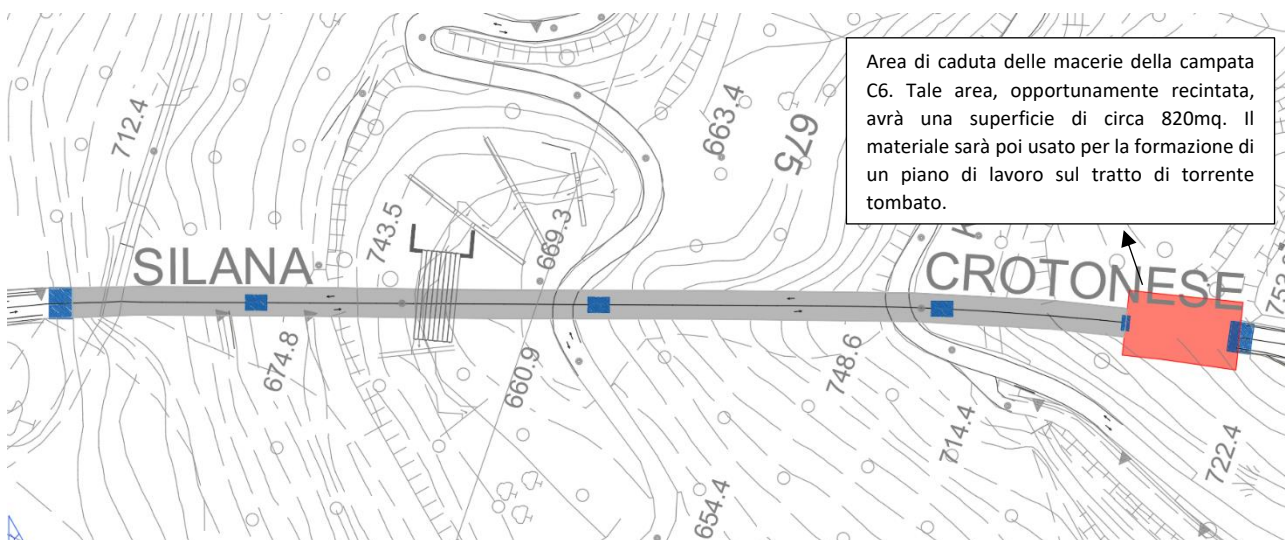 Area di caduta delle macerie della campata
C6. Tale area, opportunamente recintata,
avrà una superficie di circa 820mq. Il
materiale sarà poi usato per la formazione di
un piano di lavoro sul tratto di torrente
tombato.
712.4
743.5
669.3
663.4
675
SILANA
CROTONESE
674.8
660.9
748.6
714.4
722.4
654.4